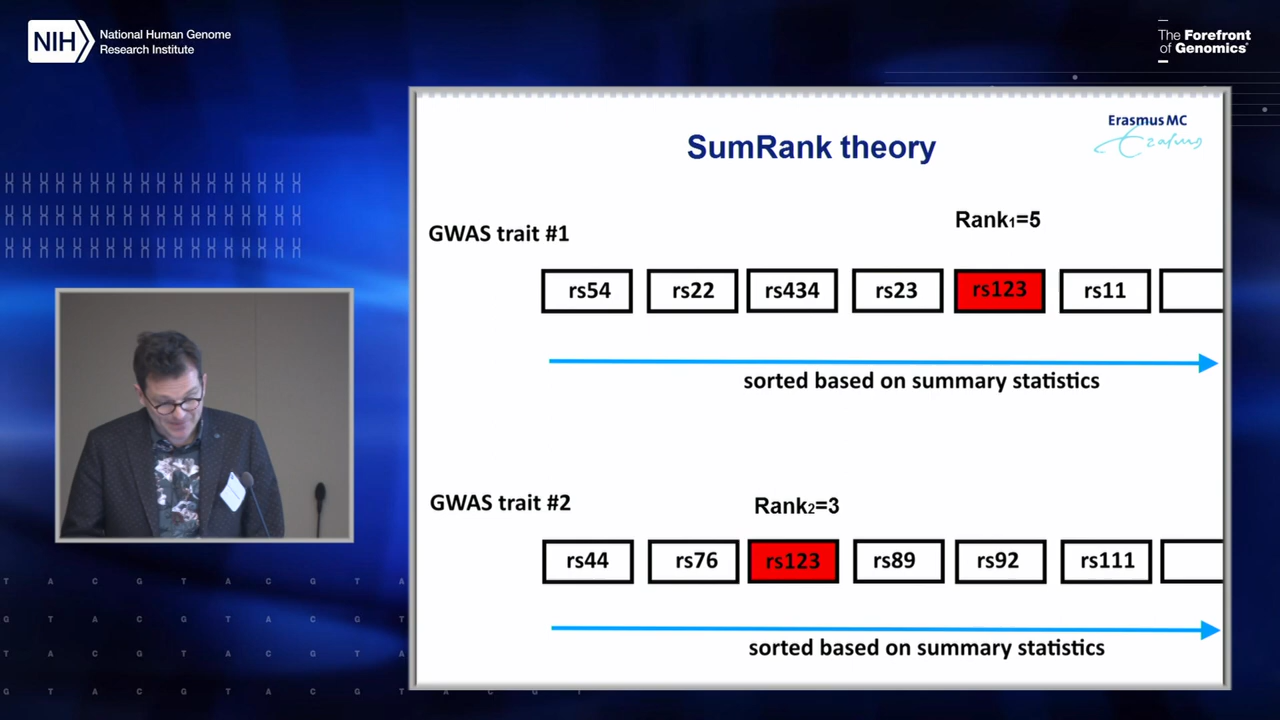 NIH
National Human Genome
Research Institute
The Forefront
of Genomics®
Erasmus MC
Erasmus
SumRank theory
Rank₁=5
GWAS trait #1
rs54
rs22
rs434
rs23
rs123
rs11
sorted based on summary statistics
GWAS trait #2
Rank₂=3
rs44
rs76
rs123
rs89
rs92
rs111
sorted based on summary statistics
T A C G T A C G T A
G T A C G T A C G T
T A C G T A C G T A
G T A C G T A C G T A C G T